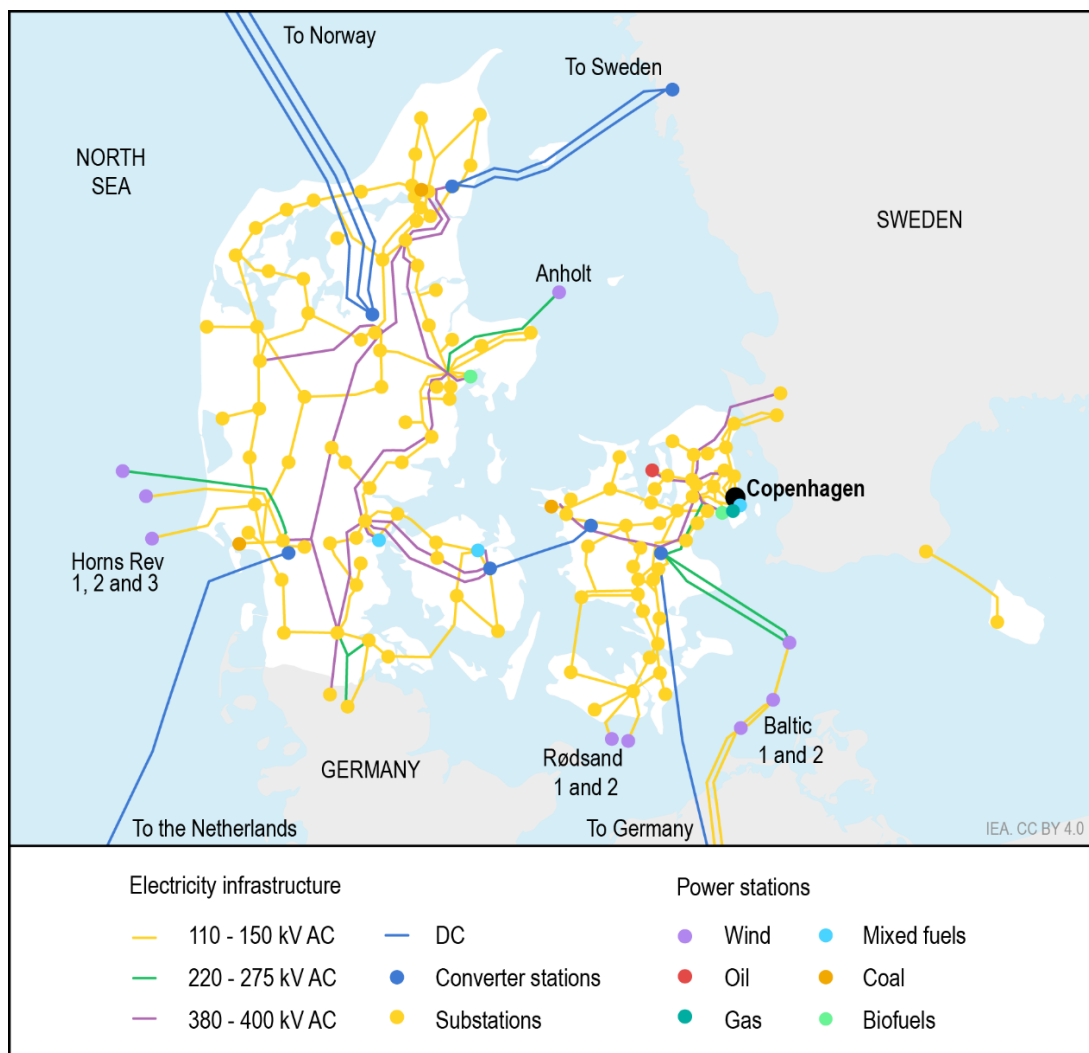 To Norway
To Sweden
NORTH
SEA
SWEDEN
Anholt
Copenhagen
Horns Rev
1, 2 and 3
Baltic
1 and 2
Rødsand
1 and 2
GERMANY
To the Netherlands
To Germany
IEA. CC BY 4.0
Electricity infrastructure
110 - 150 kV AC
220 - 275 kV AC
380 - 400 kV AC
DC
Converter stations
Substations
Power stations
Wind
Oil
Gas
Mixed fuels
Coal
Biofuels